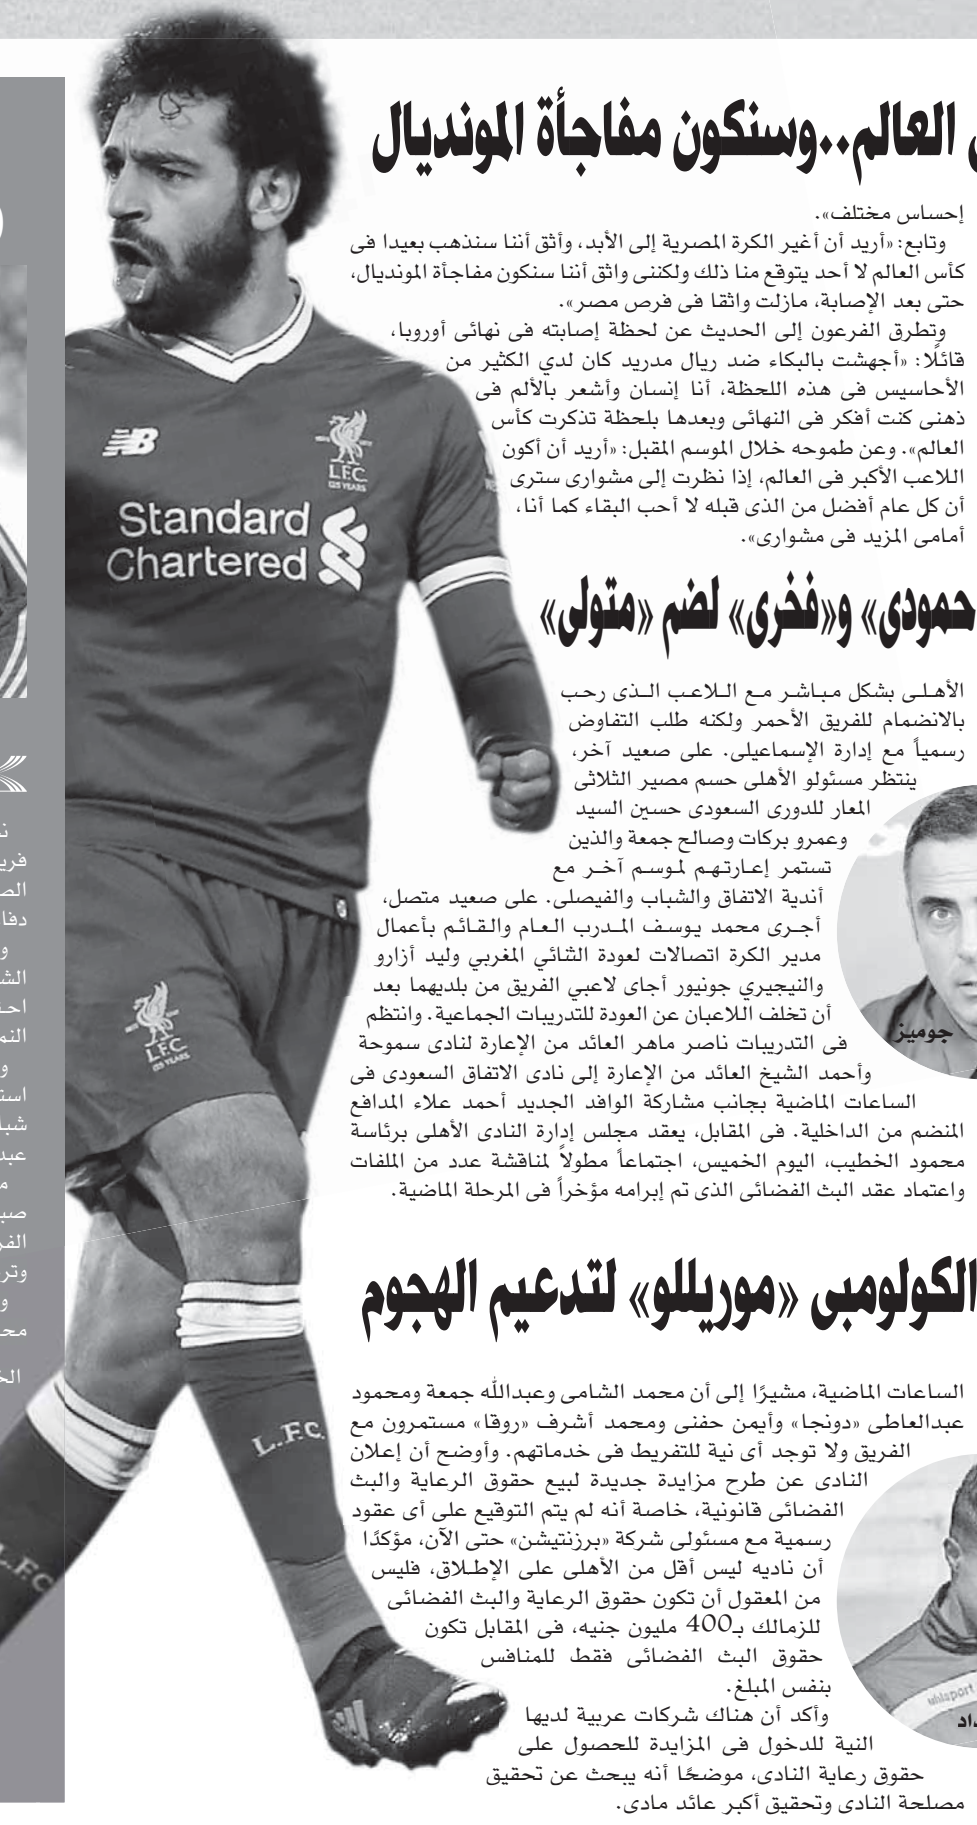 العالم..وسنكون مفاجأة المونديال
إحساس مختلف».
وتابع: «أريد أن أغير الكرة المصرية إلى الأبد، وأثق أننا سنذهب بعيدا فى
كأس العالم لا أحد يتوقع منا ذلك ولكننى واثق أننا سنكون مفاجأة المونديال،
حتى بعد الإصابة، مازلت واثقا فى فرص مصر».
وتطرق الفرعون إلى الحديث عن لحظة إصابته فى نهائى أوروبا،
قائلًا: «أجهشت بالبكاء ضد ريال مدريد كان لدي الكثير من
الأحاسيس فى هذه اللحظة، أنا إنسان وأشعر بالألم فى
ذهنى كنت أفكر فى النهائى وبعدها بلحظة تذكرت كأس
العالم». وعن طموحه خلال الموسم المقبل: «أريد أن أكون
اللاعب الأكبر فى العالم، إذا نظرت إلى مشوارى سترى
أن كل عام أفضل من الذى قبله لا أحب البقاء كما أنا،
أمامى المزيد فى مشوارى».
حمودى» و«فخرى» لضم «متولى»
الأهلـى بشكل مـباشـر مـع الـلاعـب الـذى رحـب
بالانضمام للفريق الأحمر ولكنه طلب التفاوض
رسمياً مع إدارة الإسماعيلى. على صعيد آخر،
ينتظر مسئولو الأهلى حسم مصير الثلاثى
المعار للدورى السعودى حسين السيد
وعمرو بركات وصالح جمعة والذين
تستمر إعـارتـهـم لموسـم آخـر مع
أندية الاتفاق والشباب والفيصلى. على صعيد متصل،
أجـرى محمد يـوسـف المـدرب الـعـام والـقـائم بـأعمال
مدير الكرة اتصالات لعودة الثنائي المغربي وليد أزارو
والنيجيري جونيور أجاى لاعبي الفريق من بلديهما بعد
أن تخلف اللاعبان عن العودة للتدريبات الجماعية. وانتظم
فى التدريبات ناصر ماهر العائد من الإعارة لنادى سموحة
وأحمد الشيخ العائد من الإعارة إلى نادى الاتفاق السعودى فى
الساعات الماضية بجانب مشاركة الوافد الجديد أحمد علاء المدافع
المنضم من الداخلية. فى المقابل، يعقد مجلس إدارة النادى الأهلى برئاسة
محمود الخطيب، اليوم الخميس، اجتماعاً مطولاً لمناقشة عدد من الملفات
واعتماد عقد البث الفضائى الذى تم إبرامه مؤخراً فى المرحلة الماضية.
جوميز
الكولومبى «موريللو» لتدعيم الهجوم
الساعات الماضية، مشيرًا إلى أن محمد الشامى وعبدالله جمعة ومحمود
عبدالعاطى «دونجا» وأيمن حفنى ومحمد أشرف «روقا» مستمرون مع
الفريق ولا توجد أى نية للتفريط فى خدماتهم. وأوضح أن إعلان
النادى عن طرح مزايدة جديدة لبيع حقوق الرعاية والبث
الفضائى قانونية، خاصة أنه لم يتم التوقيع على أى عقود
رسمية مع مسئولى شركة «برزنتيشن» حتى الآن، مؤكدًا
أن ناديه ليس أقل من الأهلى على الإطلاق، فليس
من المعقول أن تكون حقوق الرعاية والبث الفضائى
للزمالك بـ400 مليون جنيه، فى المقابل تكون
حقوق البث الفضائى فقط للمنافس
بنفس المبلغ.
وأكد أن هناك شركات عربية لديها
النية للدخول فى المزايدة للحصول على
حقوق رعاية النادى، موضحًا أنه يبحث عن تحقيق
مصلحة النادى وتحقيق أكبر عائد مادى.
uhlsport
NB
L.F.C.
125 YEARS
Standard
Chartered
L.F.C.
L.F.C.
L.F.C.